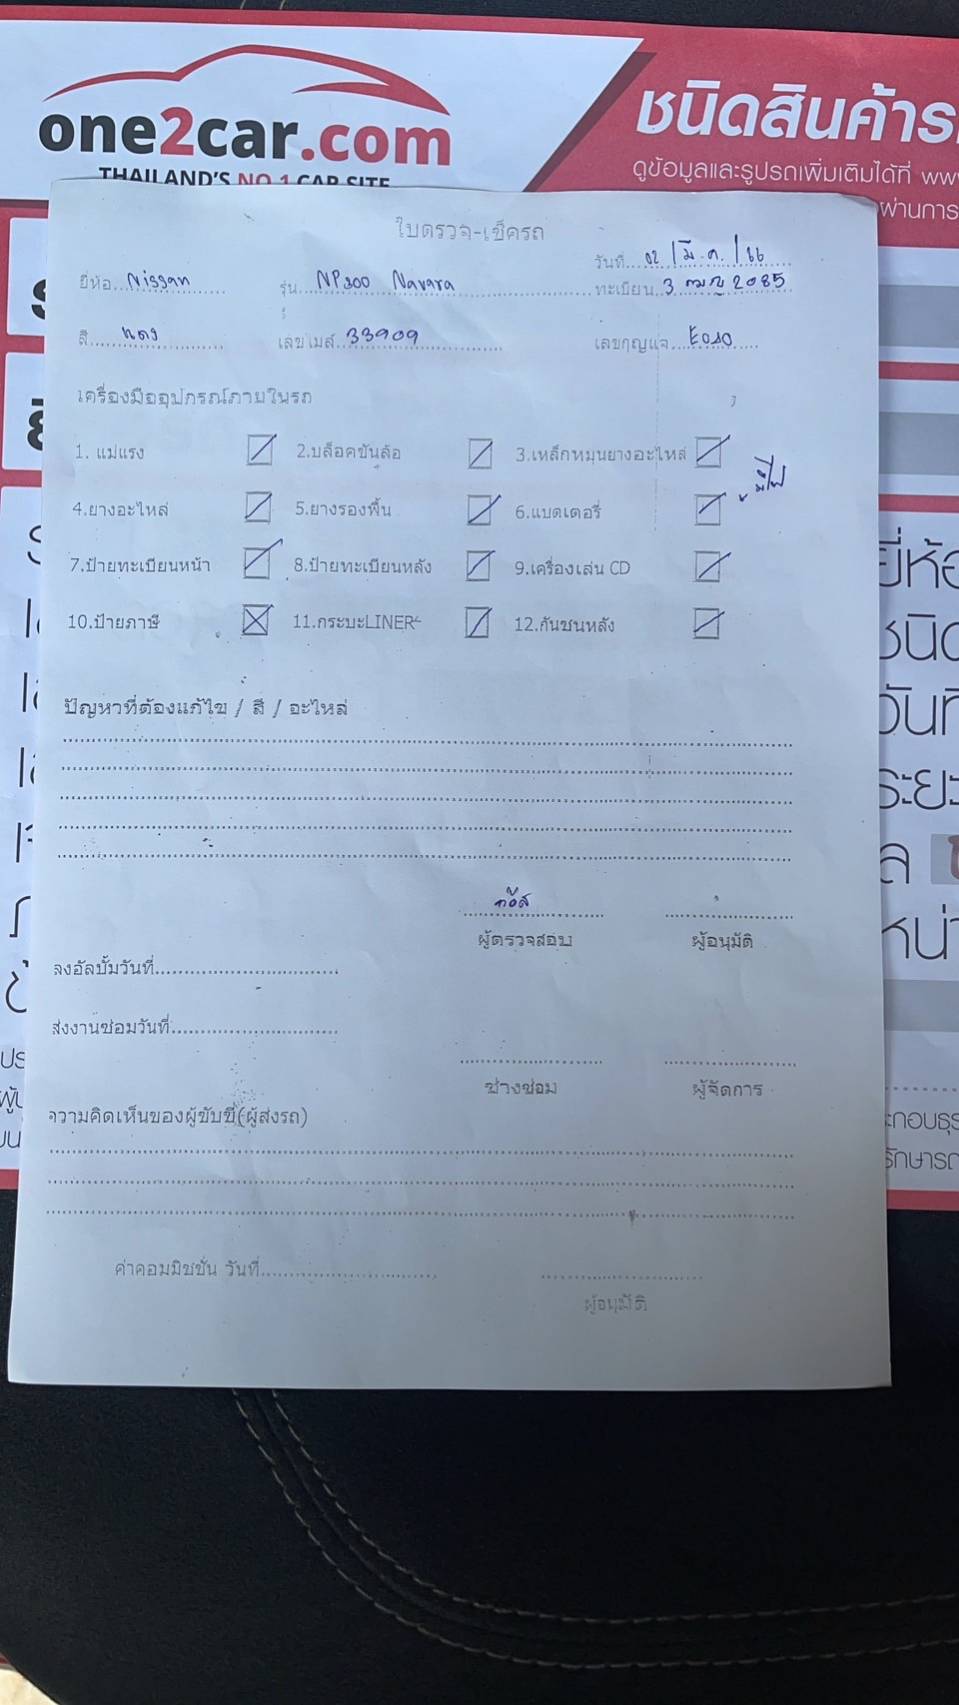 one2car.com
THAILAND'S NO.1 CAR SITE
ชนิดสินค้าร
ดูข้อมูลและรูปรถเพิ่มเติมได้ที่ www
ผ่านการ
ใบตรวจ-เช็ครถ
วันที่ 02 / มี.ค. / 66
ยี่ห้อ Nissan รุ่น NP300 Navara ทะเบียน 3 2085
สี แดง เลขไมล์ 33909 เลขกุญแจ
เครื่องมืออุปกรณ์ภายในรถ
1. แม่แรง 2.บล็อคขันล้อ 3.เหล็กหมุนยางอะไหล่
4.ยางอะไหล่ 5.ยางรองพื้น 6.แบตเตอรี่
7.ป้ายทะเบียนหน้า 8.ป้ายทะเบียนหลัง 9.เครื่องเล่น CD
10.ป้ายภาษี 11.กระบะLINER 12.กันชนหลัง
ปัญหาที่ต้องแก้ไข / สี / อะไหล่
ผู้ตรวจสอบ ผู้อนุมัติ
ลงอัลบั้มวันที่
ส่งงานซ่อมวันที่
ช่างซ่อม ผู้จัดการ
ความคิดเห็นของผู้ขับขี่(ผู้ส่งรถ)
ค่าคอมมิชชั่น วันที่
ผู้อนุมัติ